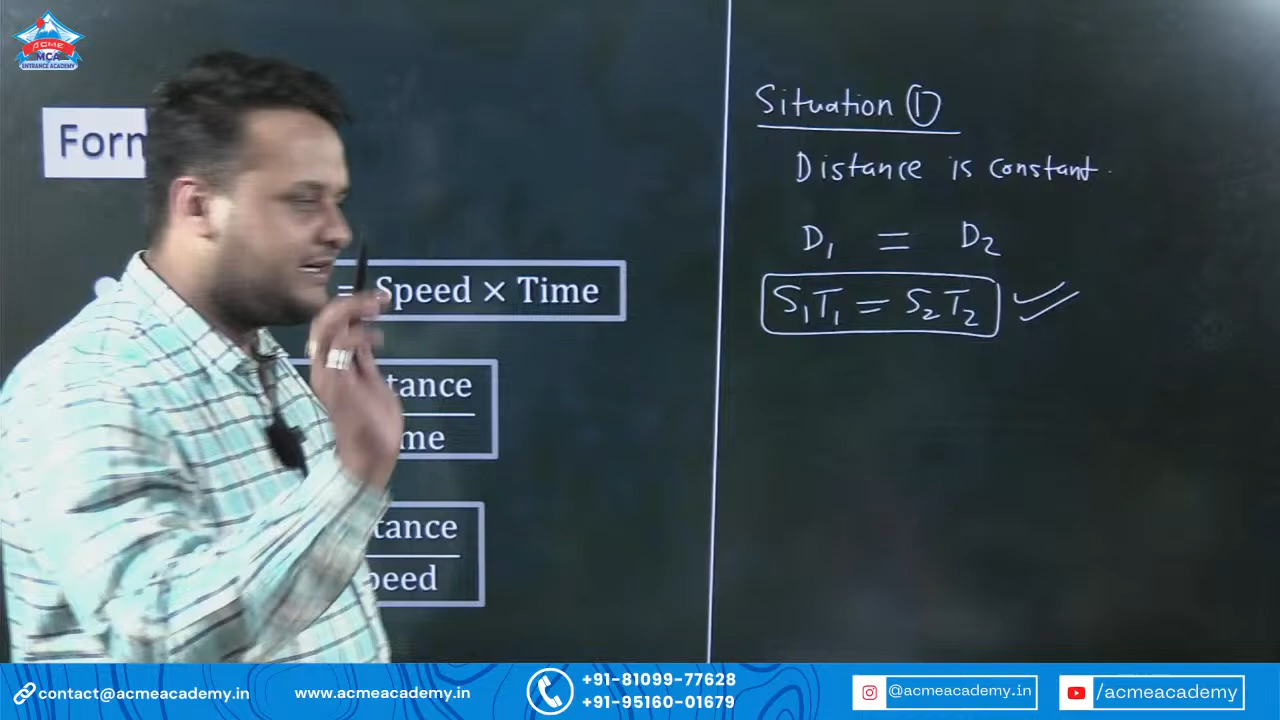 ACME
MCA
ENTRANCE ACADEMY
Form
= Speed × Time
tance
me
tance
peed
Situation ①
Distance is constant.
D₁ = D₂
S₁T₁ = S₂T₂
contact@acmeacademy.in
www.acmeacademy.in
+91-81099-77628
+91-95160-01679
@acmeacademy.in
/acmeacademy